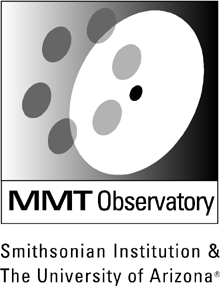 MMT Observatory
Smithsonian Institution &
The University of Arizona®